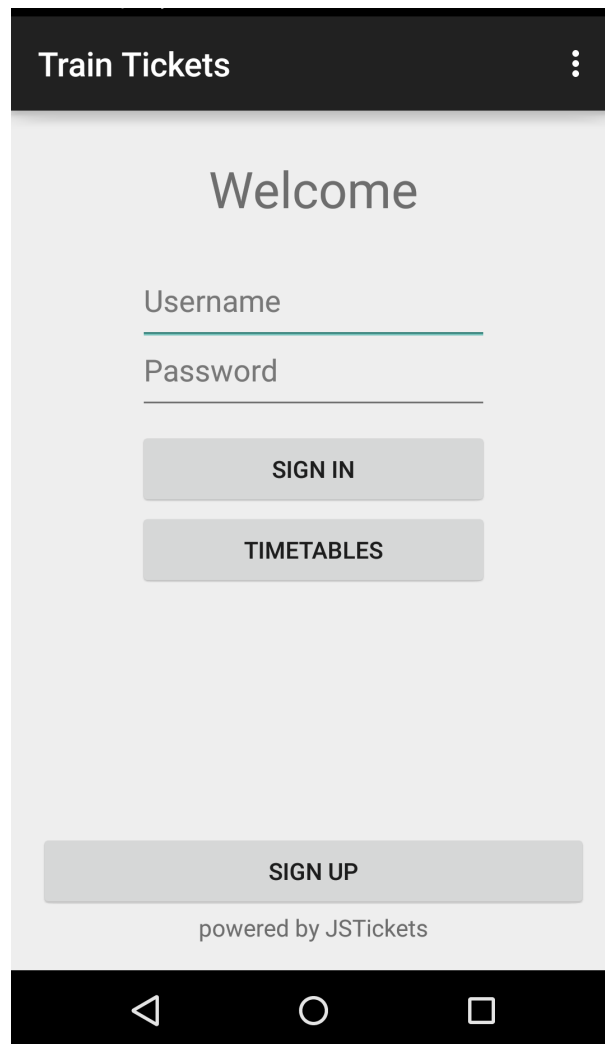 Train Tickets
Welcome
Username
Password
SIGN IN
TIMETABLES
SIGN UP
powered by JSTickets